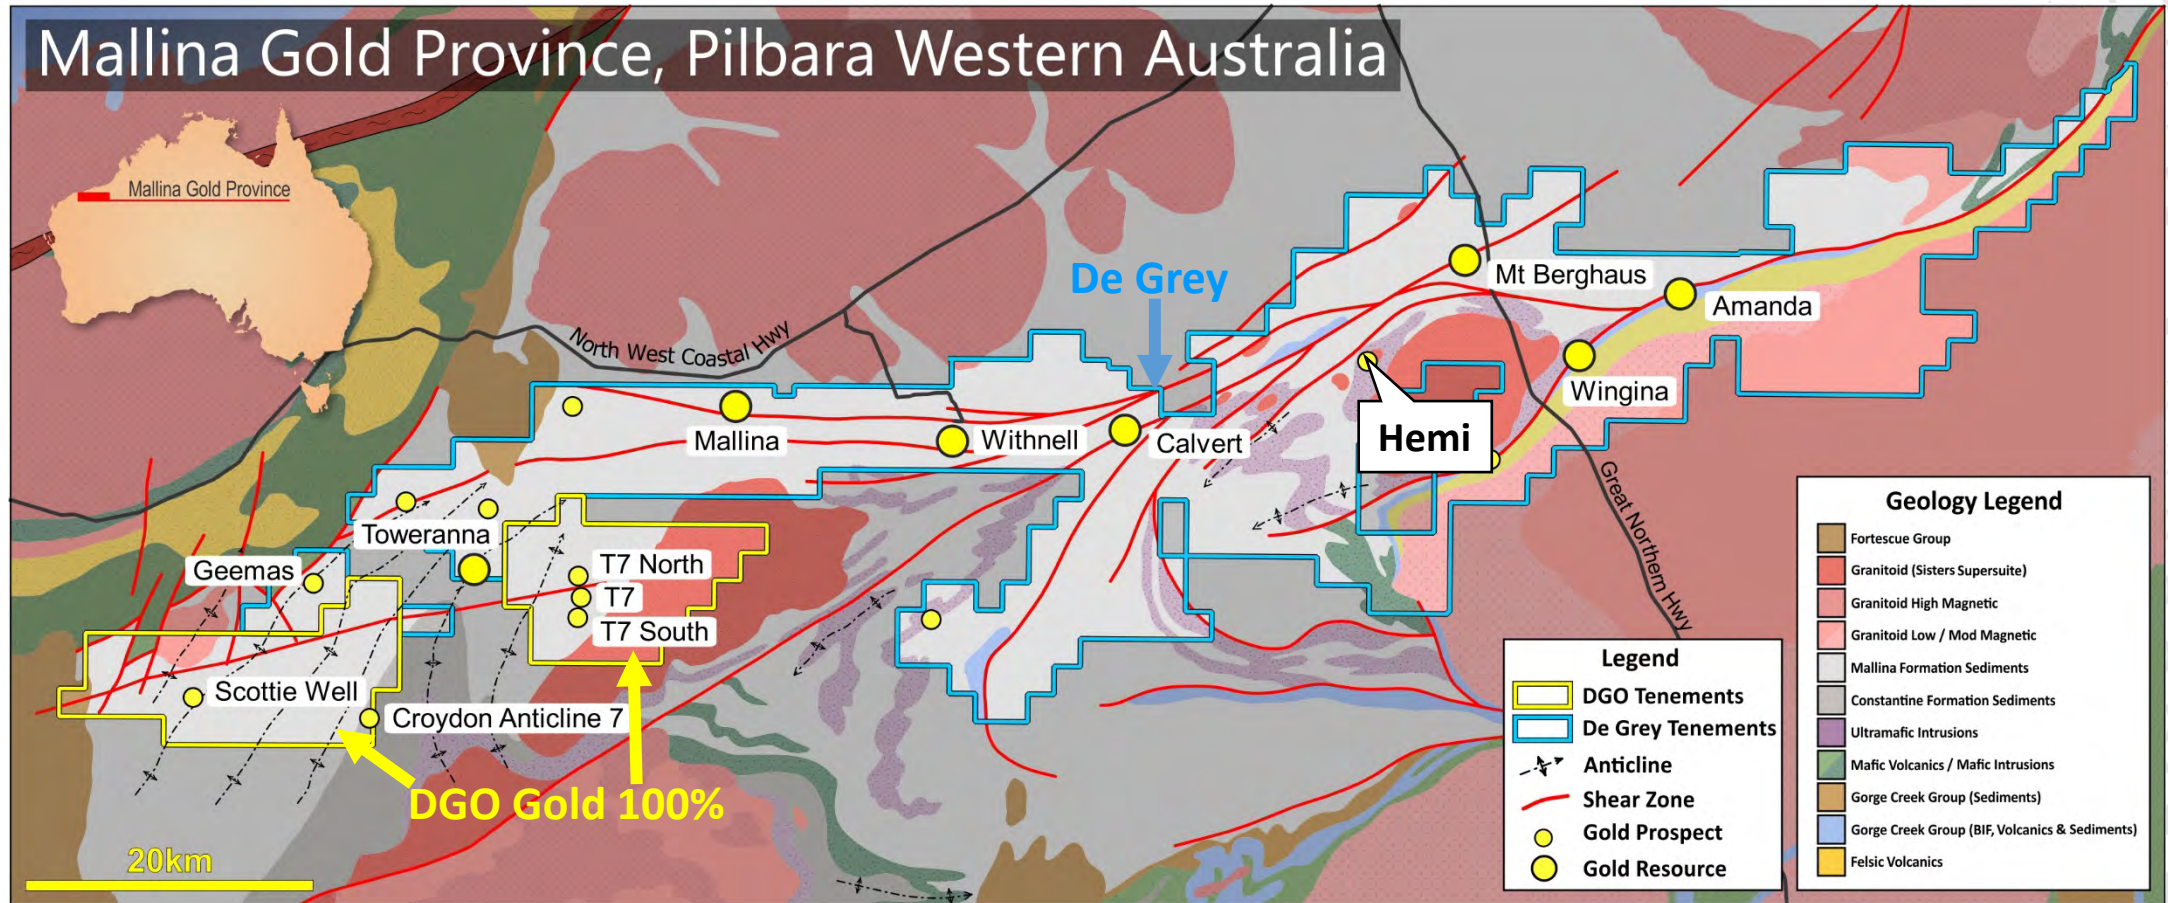 Mallina Gold Province, Pilbara Western Australia
Mallina Gold Province
De Grey
Mt Berghaus
Amanda
North West Coastal Hwy
Wingina
Mallina
Withnell
Calvert
Hemi
Great Northern Hwy
Toweranna
Geemas
T7 North
T7
T7 South
Scottie Well
Croydon Anticline 7
DGO Gold 100%
20km
Legend
DGO Tenements
De Grey Tenements
Anticline
Shear Zone
Gold Prospect
Gold Resource
Geology Legend
Fortescue Group
Granitoid (Sisters Supersuite)
Granitoid High Magnetic
Granitoid Low / Mod Magnetic
Mallina Formation Sediments
Constantine Formation Sediments
Ultramafic Intrusions
Mafic Volcanics / Mafic Intrusions
Gorge Creek Group (Sediments)
Gorge Creek Group (BIF, Volcanics & Sediments)
Felsic Volcanics